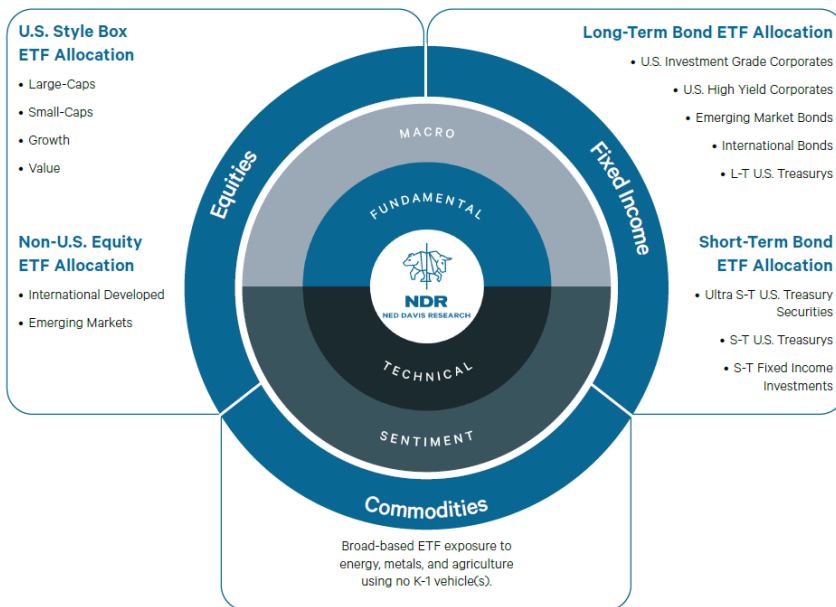 U.S. Style Box
ETF Allocation
• Large-Caps
• Small-Caps
• Growth
• Value
Non-U.S. Equity
ETF Allocation
• International Developed
• Emerging Markets
Long-Term Bond ETF Allocation
• U.S. Investment Grade Corporates
• U.S. High Yield Corporates
• Emerging Market Bonds
• International Bonds
• L-T U.S. Treasurys
Short-Term Bond
ETF Allocation
• Ultra S-T U.S. Treasury
Securities
• S-T U.S. Treasurys
• S-T Fixed Income
Investments
Equities
Fixed Income
MACRO
FUNDAMENTAL
NDR
NED DAVIS RESEARCH
TECHNICAL
SENTIMENT
Commodities
Broad-based ETF exposure to
energy, metals, and agriculture
using no K-1 vehicle(s).